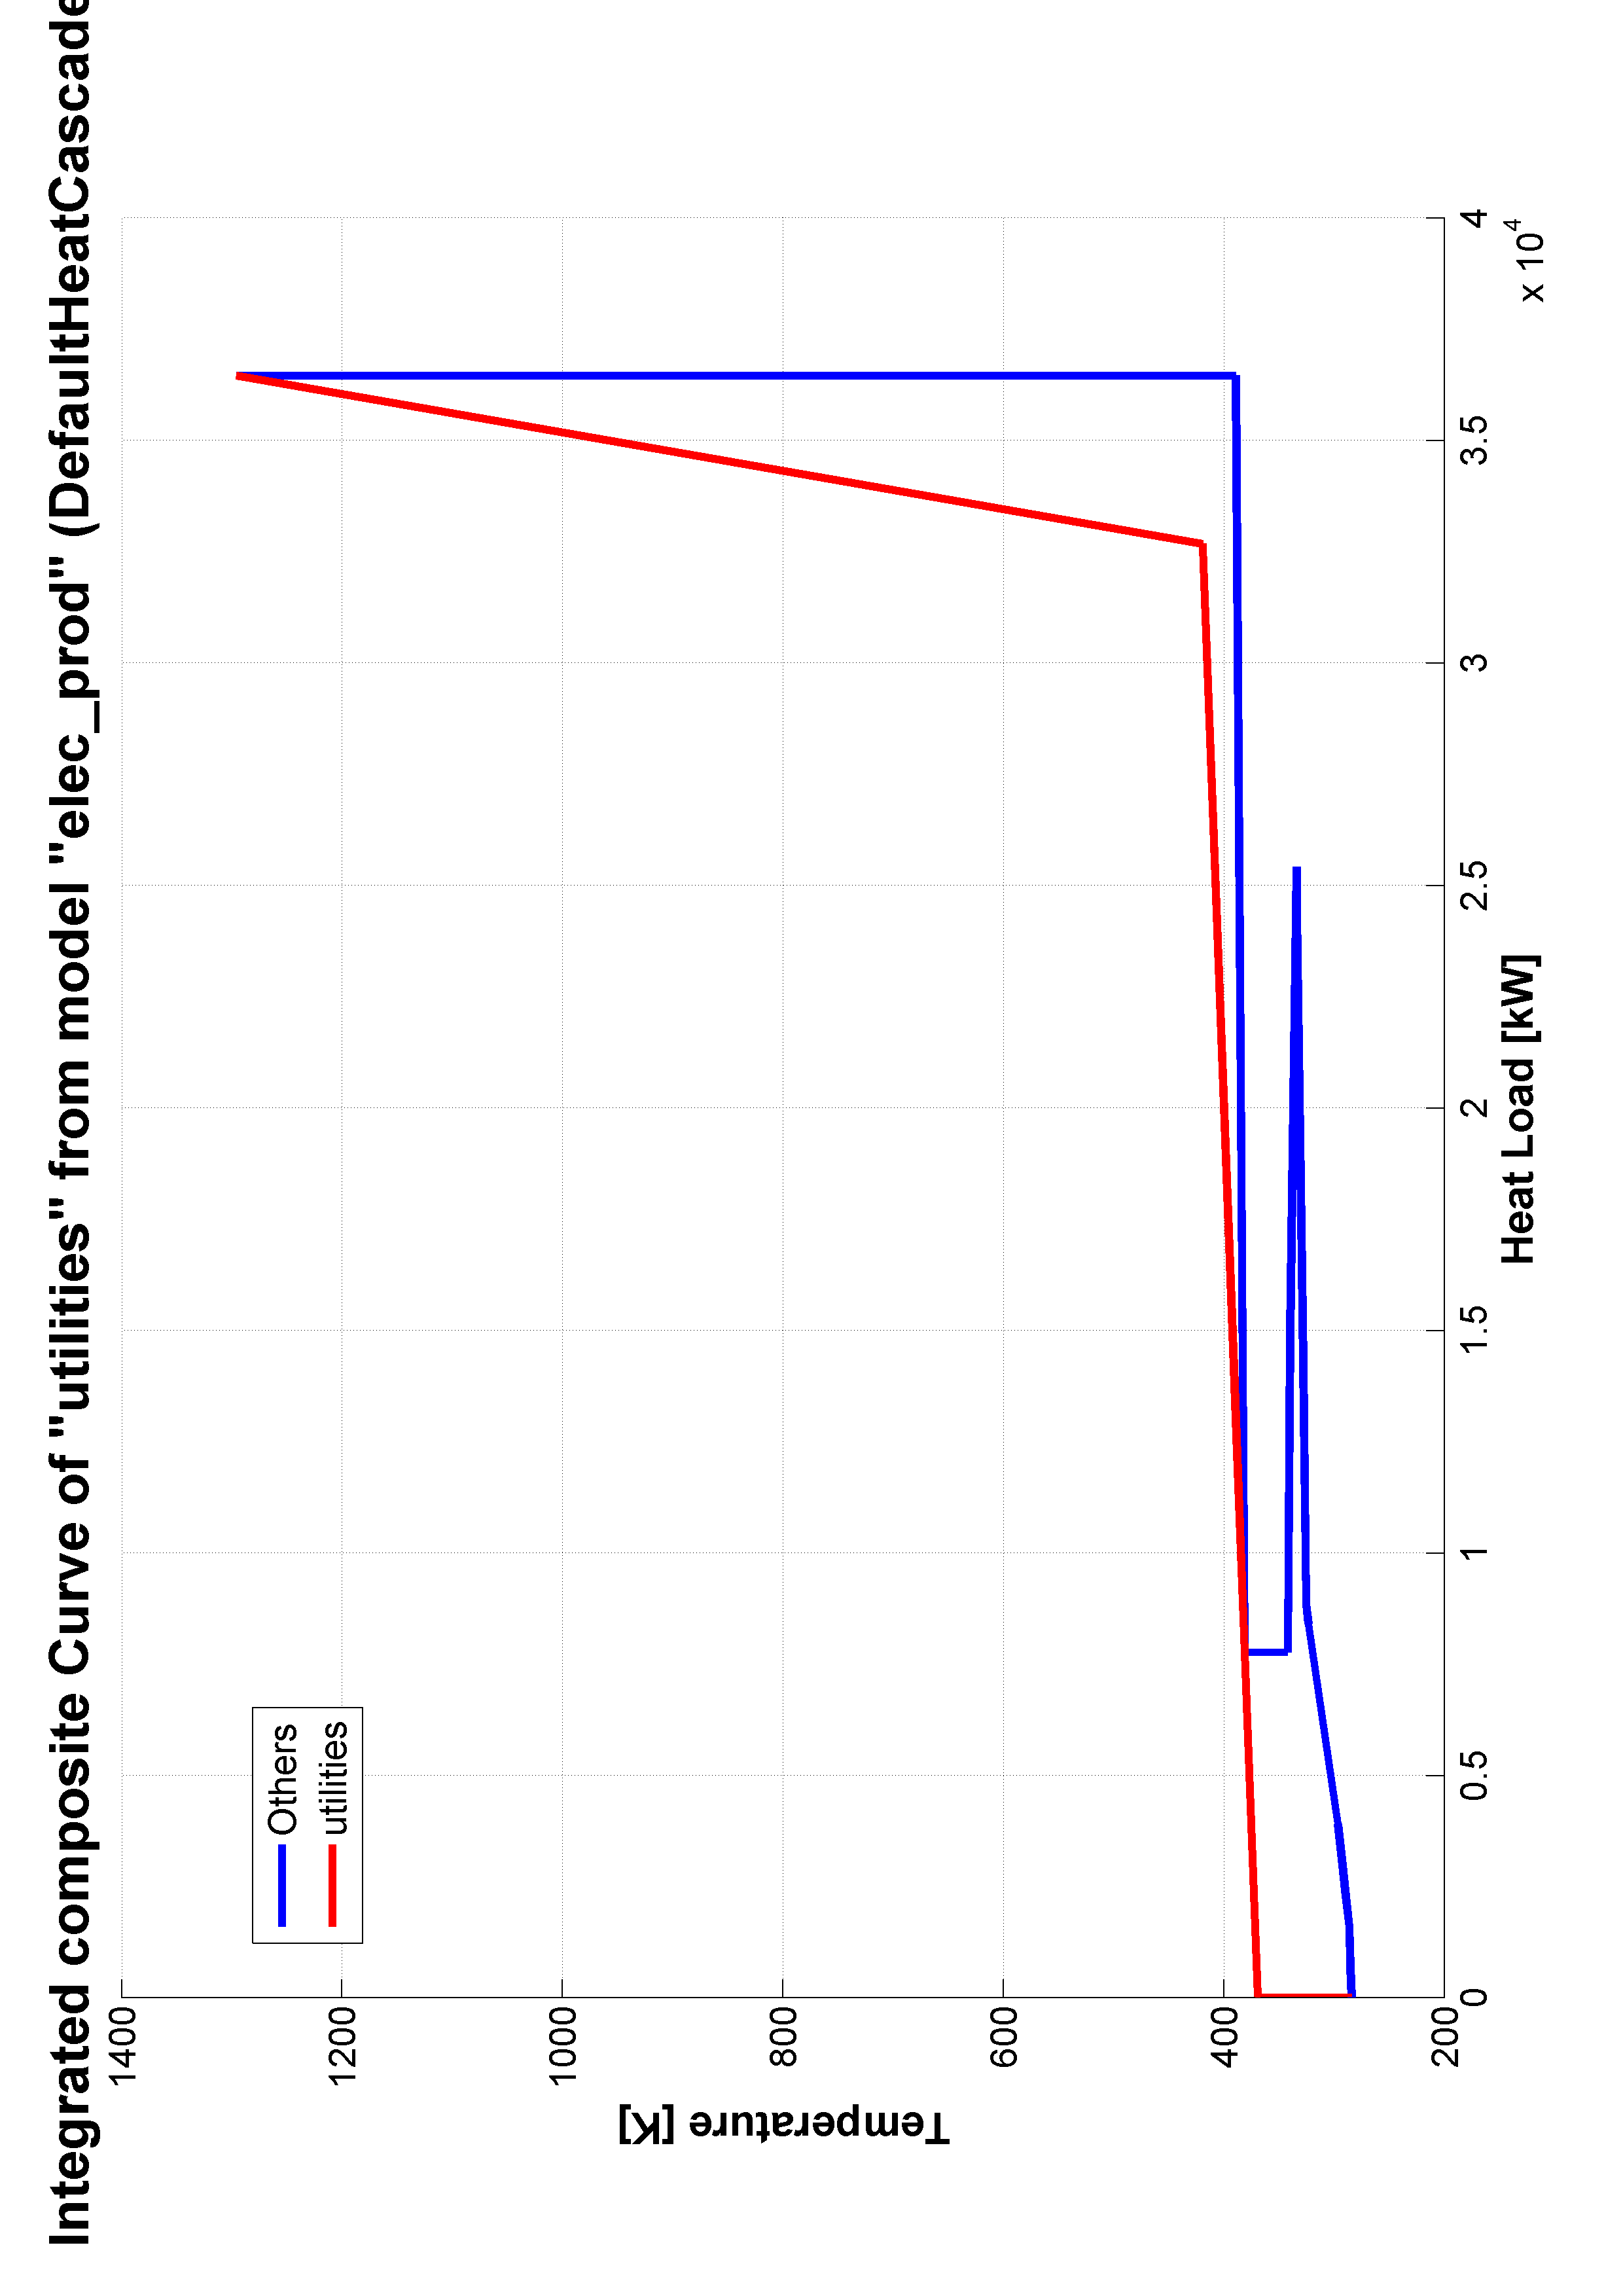 Integrated composite Curve of "utilities" from model "elec_prod" (DefaultHeatCascade
Others
utilities
Temperature [K]
1400
1200
1000
800
600
400
200
0
0.5
1
1.5
2
2.5
3
3.5
4
x 10^4
Heat Load [kW]